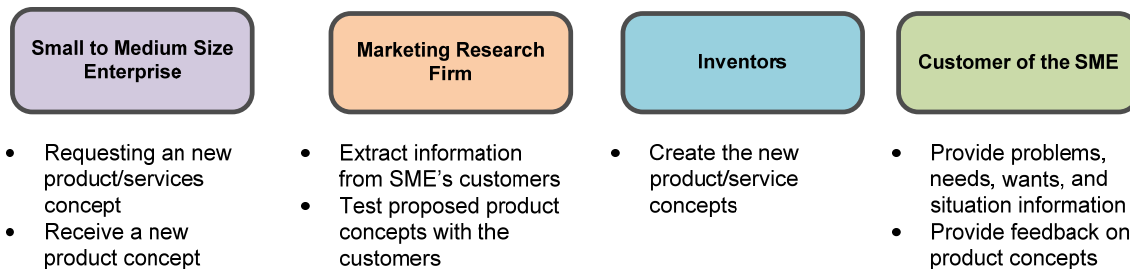 Small to Medium Size
Enterprise
Marketing Research
Firm
Inventors
Customer of the SME
• Requesting an new
product/services
concept
• Receive a new
product concept
• Extract information
from SME's customers
• Test proposed product
concepts with the
customers
• Create the new
product/service
concepts
• Provide problems,
needs, wants, and
situation information
• Provide feedback on
product concepts